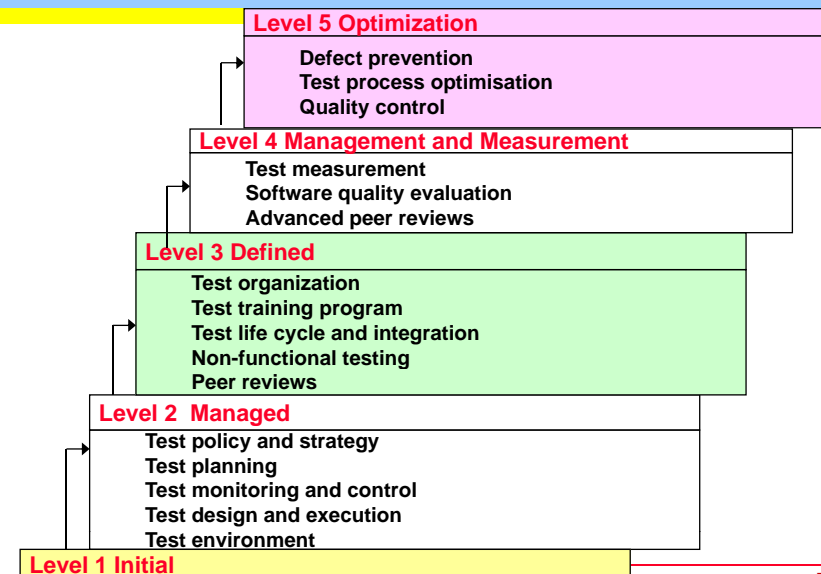 Level 5 Optimization
Defect prevention
Test process optimisation
Quality control
Level 4 Management and Measurement
Test measurement
Software quality evaluation
Advanced peer reviews
Level 3 Defined
Test organization
Test training program
Test life cycle and integration
Non-functional testing
Peer reviews
Level 2 Managed
Test policy and strategy
Test planning
Test monitoring and control
Test design and execution
Test environment
Level 1 Initial